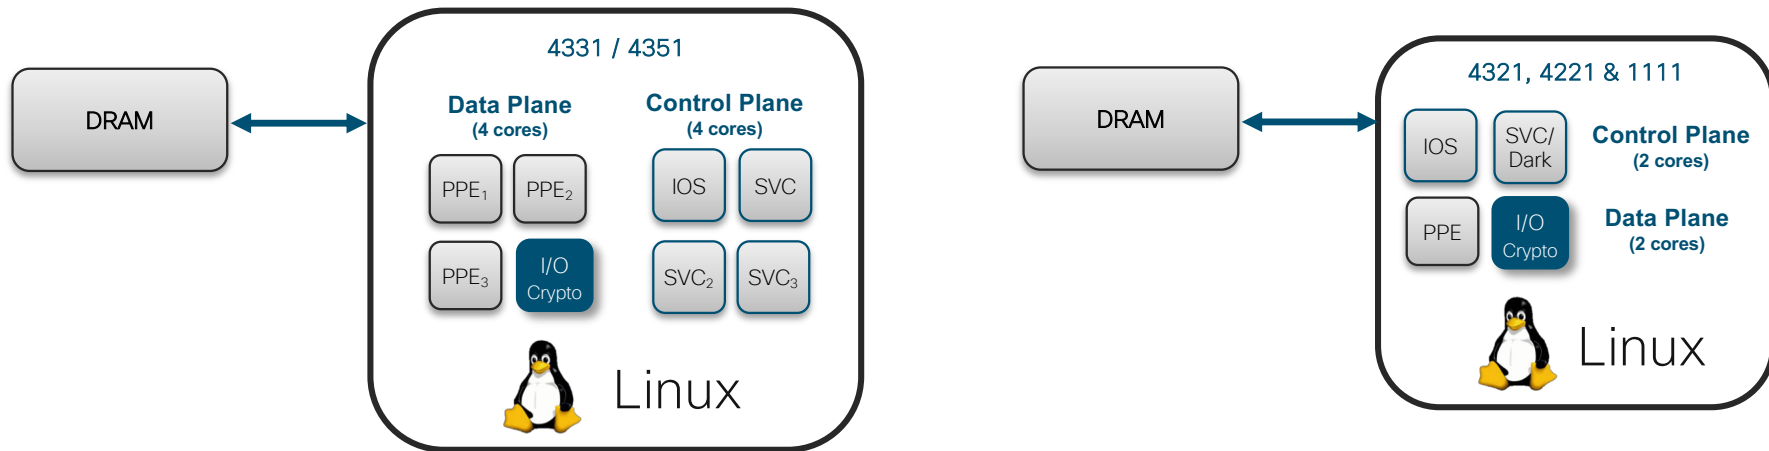 DRAM
4331 / 4351
Data Plane
(4 cores)
PPE₁
PPE₂
PPE₃
I/O
Crypto
Control Plane
(4 cores)
IOS
SVC
SVC₂
SVC₃
Linux
DRAM
4321, 4221 & 1111
IOS
SVC/
Dark
Control Plane
(2 cores)
PPE
I/O
Crypto
Data Plane
(2 cores)
Linux